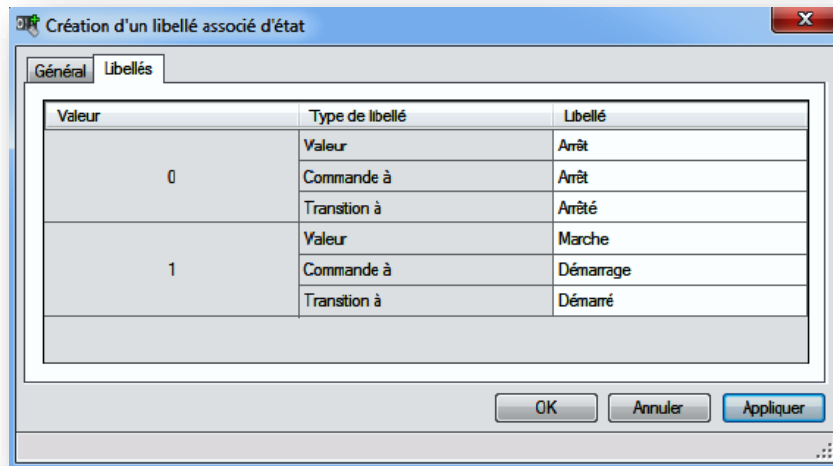 Création d'un libellé associé d'état
Général Libellés
Valeur Type de libellé Libellé
0
Valeur Arrêt
Commande à Arrêt
Transition à Arrêté
1
Valeur Marche
Commande à Démarrage
Transition à Démarré
OK Annuler Appliquer